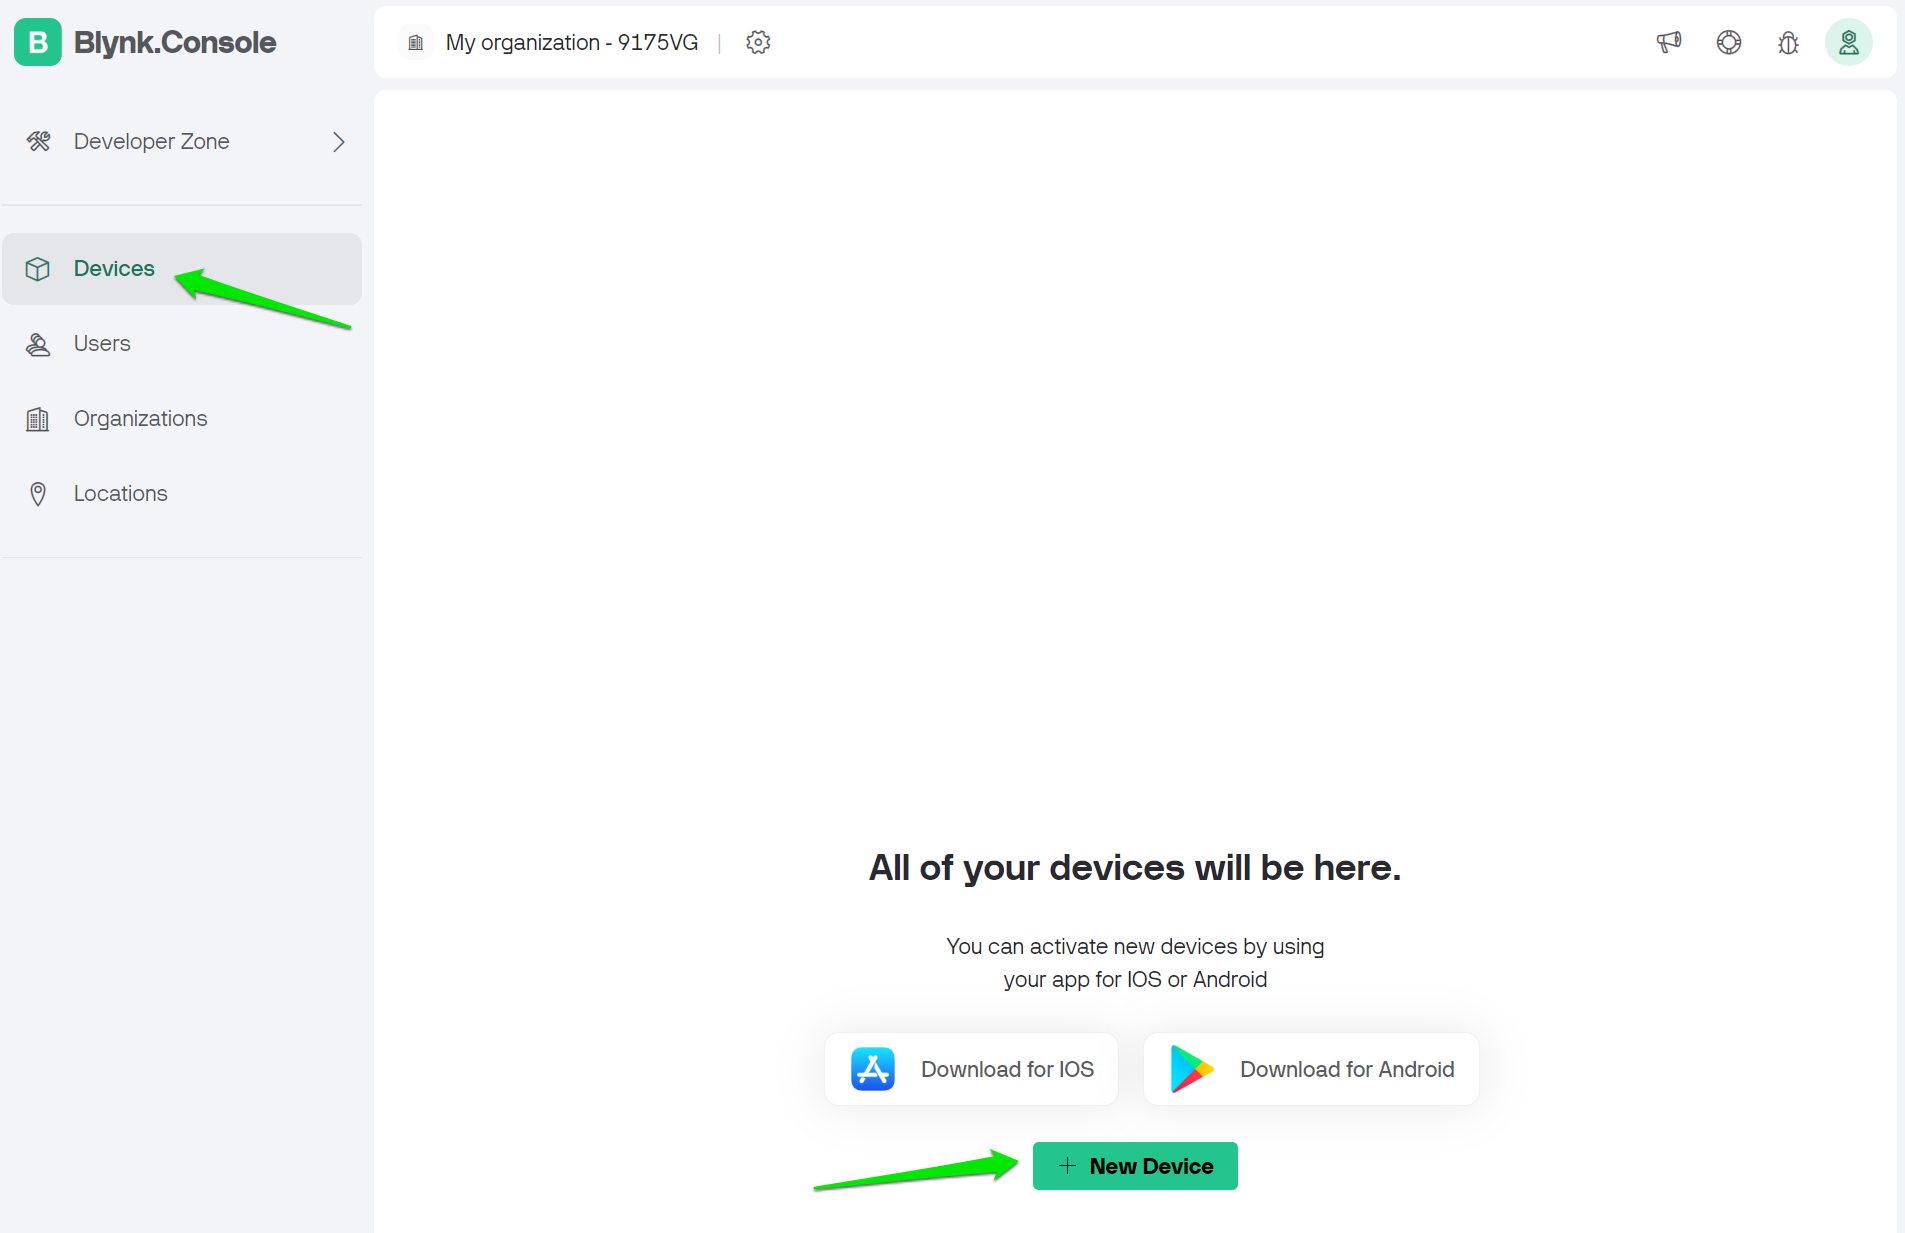 B Blynk.Console
My organization - 9175VG
Developer Zone
Devices
Users
Organizations
Locations
All of your devices will be here.
You can activate new devices by using
your app for IOS or Android
Download for IOS
Download for Android
New Device